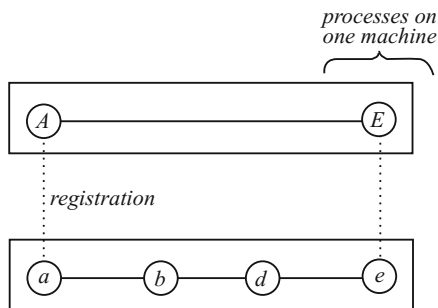 processes on
one machine
A
E
registration
a
b
d
e